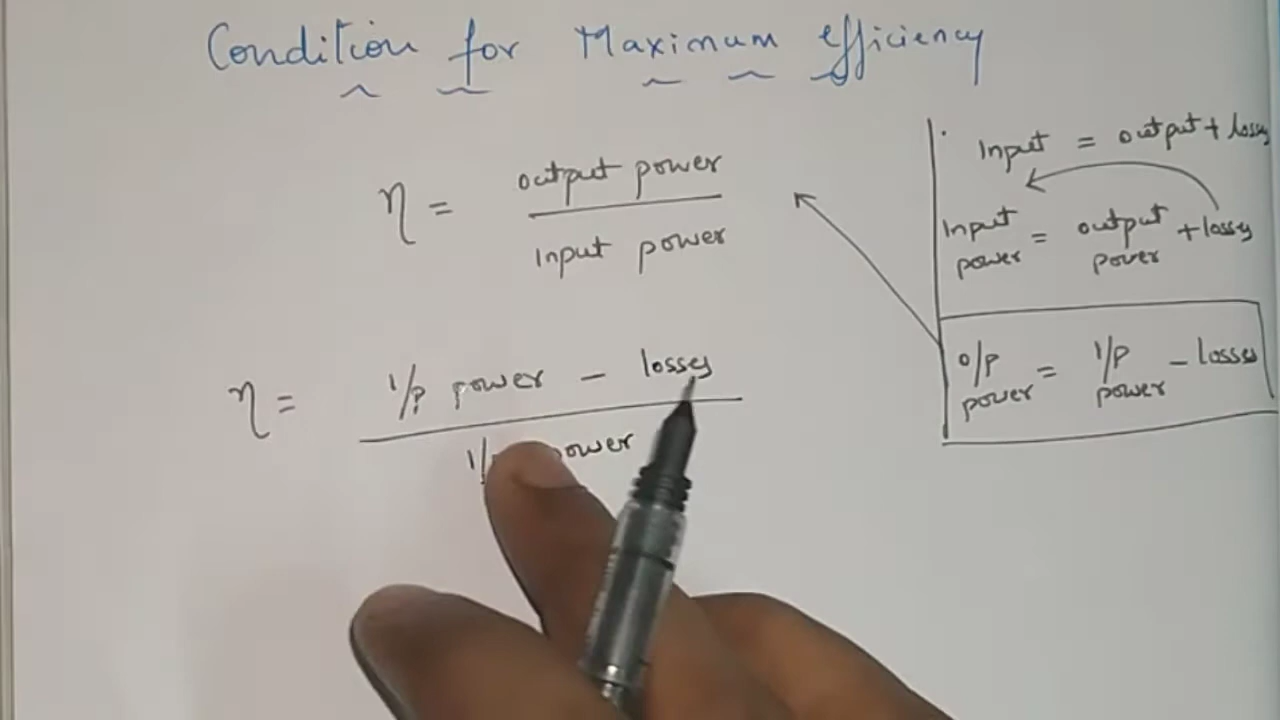 Condition for Maximum efficiency
η = output power
input power
η = I/p power - losses
power
Input = output + losses
Input power = output power + losses
O/P power = I/P power - losses